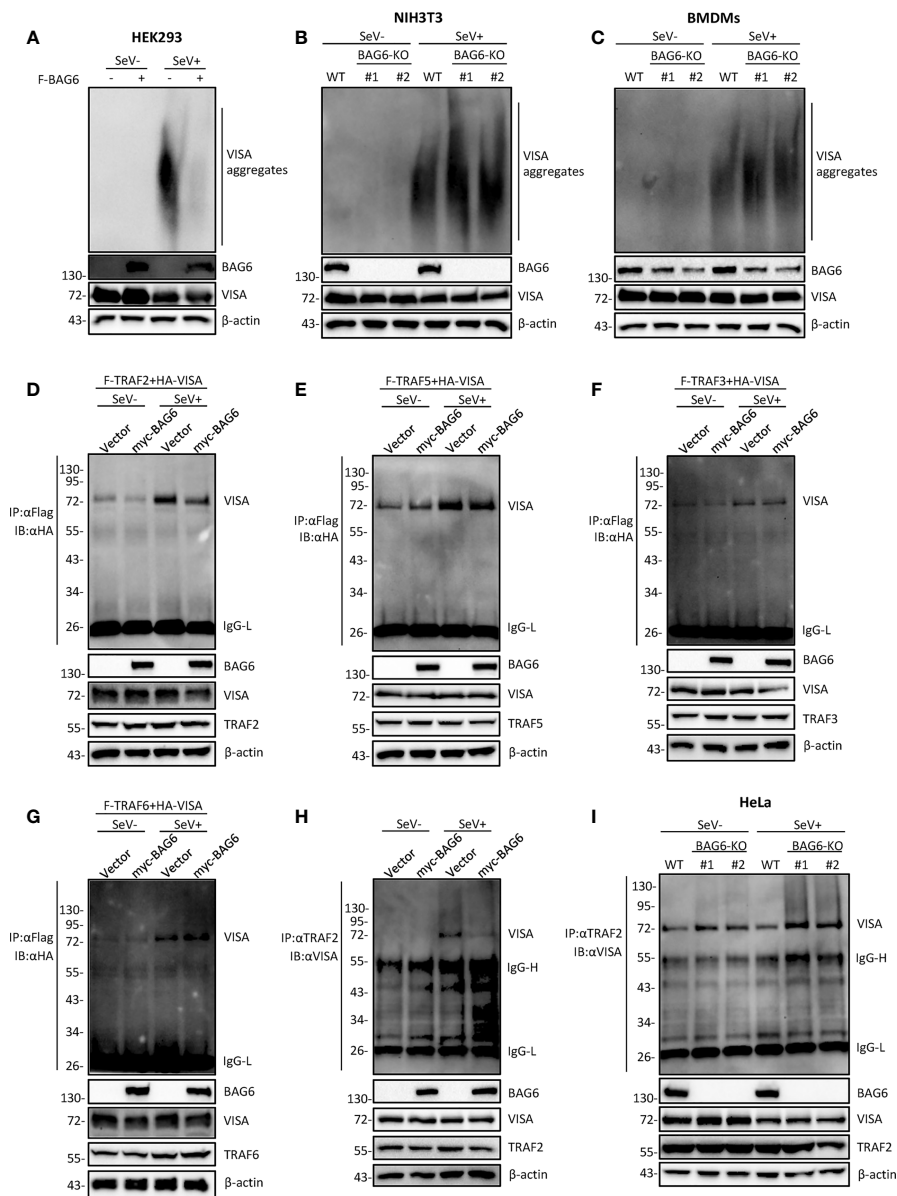 NIH3T3
BMDMs
A
HEK293
B
C
SeV-
SeV+
SeV-
SeV+
SeV-
SeV+
BAG6-KO
BAG6-KO
BAG6-KO
BAG6-KO
F-BAG6
-
+
-
+
WT
#1
#2
WT
#1
#2
WT
#1
#2
WT
#1
#2
VISA
aggregates
VISA
aggregates
VISA
aggregates
130-
BAG6
130-
BAG6
130-
BAG6
72-
VISA
72-
VISA
72-
VISA
43-
β-actin
43-
β-actin
43-
β-actin
D
F-TRAF2+HA-VISA
SeV-
SeV+
Vector
myc-BAG6
Vector
myc-BAG6
IP:αFlag
IB:αHA
130-
95-
72-
55-
43-
34-
26-
VISA
IgG-L
130-
BAG6
72-
VISA
55-
TRAF2
43-
β-actin
E
F-TRAF5+HA-VISA
SeV-
SeV+
Vector
myc-BAG6
Vector
myc-BAG6
IP:αFlag
IB:αHA
130-
95-
72-
55-
43-
34-
26-
VISA
IgG-L
130-
BAG6
72-
VISA
55-
TRAF5
43-
β-actin
F
F-TRAF3+HA-VISA
SeV-
SeV+
Vector
myc-BAG6
Vector
myc-BAG6
IP:αFlag
IB:αHA
130-
95-
72-
55-
43-
34-
26-
VISA
IgG-L
130-
BAG6
72-
VISA
55-
TRAF3
43-
β-actin
G
F-TRAF6+HA-VISA
SeV-
SeV+
Vector
myc-BAG6
Vector
myc-BAG6
IP:αFlag
IB:αHA
130-
95-
72-
55-
43-
34-
26-
VISA
IgG-L
130-
BAG6
72-
VISA
55-
TRAF6
43-
β-actin
H
SeV-
SeV+
Vector
myc-BAG6
Vector
myc-BAG6
IP:αTRAF2
IB:αVISA
130-
95-
72-
55-
43-
34-
26-
VISA
IgG-H
IgG-L
130-
BAG6
72-
VISA
55-
TRAF2
43-
β-actin
I
HeLa
SeV-
SeV+
BAG6-KO
BAG6-KO
WT
#1
#2
WT
#1
#2
IP:αTRAF2
IB:αVISA
130-
95-
72-
55-
43-
34-
26-
VISA
IgG-H
IgG-L
130-
BAG6
72-
VISA
55-
TRAF2
43-
β-actin